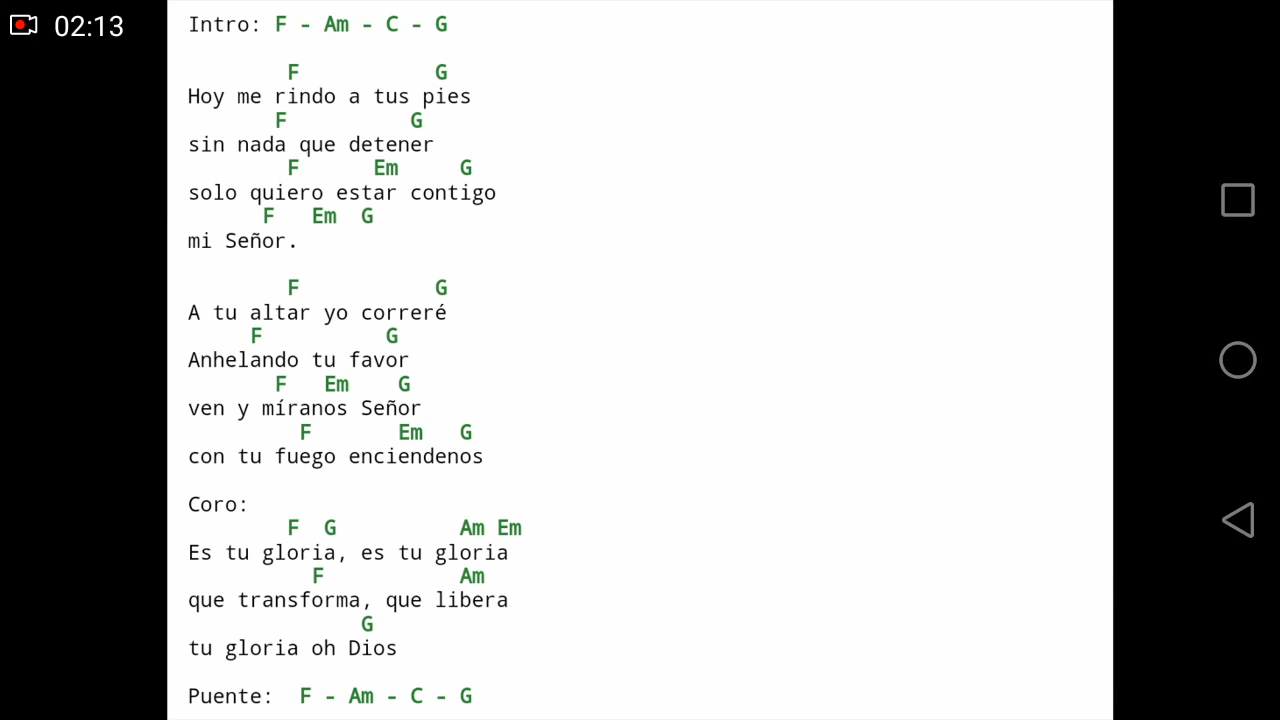 02:13
Intro: F - Am - C - G
F G
Hoy me rindo a tus pies
F G
sin nada que detener
F Em G
solo quiero estar contigo
F Em G
mi Señor.
F G
A tu altar yo correré
F G
Anhelando tu favor
F Em G
ven y míranos Señor
F Em G
con tu fuego enciendenos
Coro:
F G Am Em
Es tu gloria, es tu gloria
F Am
que transforma, que libera
G
tu gloria oh Dios
Puente: F - Am - C - G